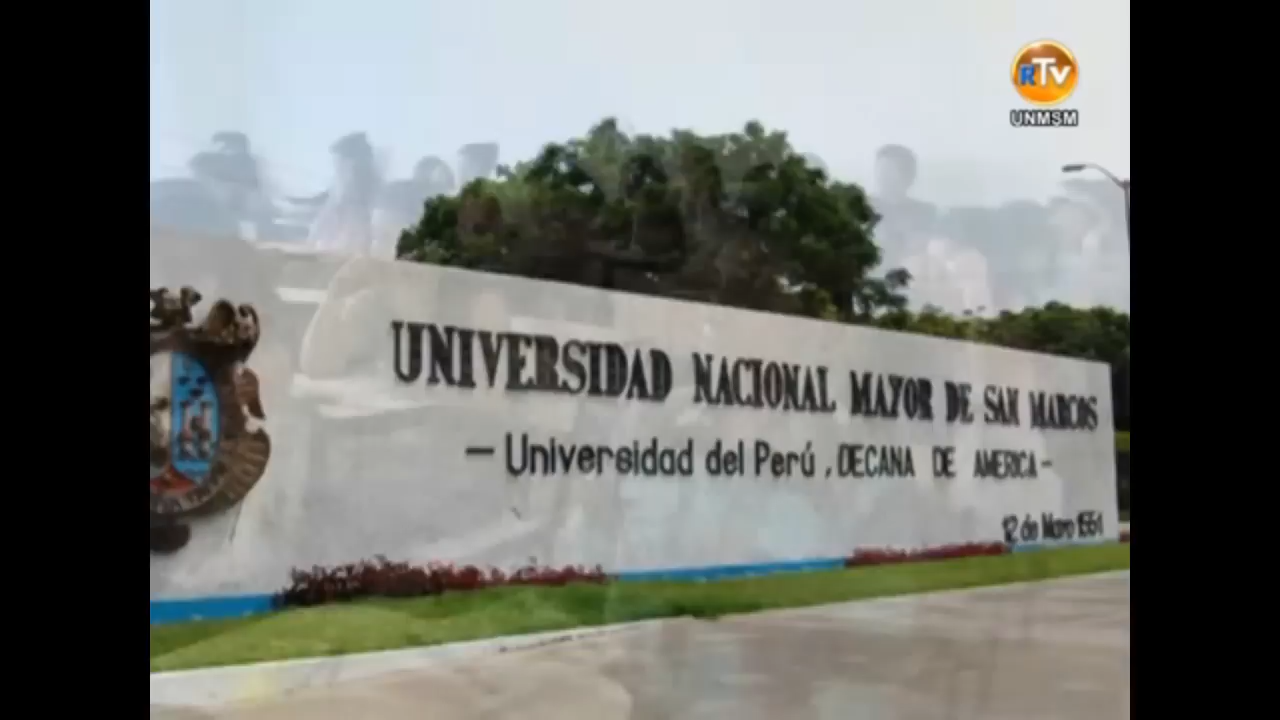 RTv
UNMSM
UNIVERSIDAD NACIONAL MAYOR DE SAN MARCOS
- Universidad del Perú, DECANA DE AMERICA -
12 de Mayo 1551